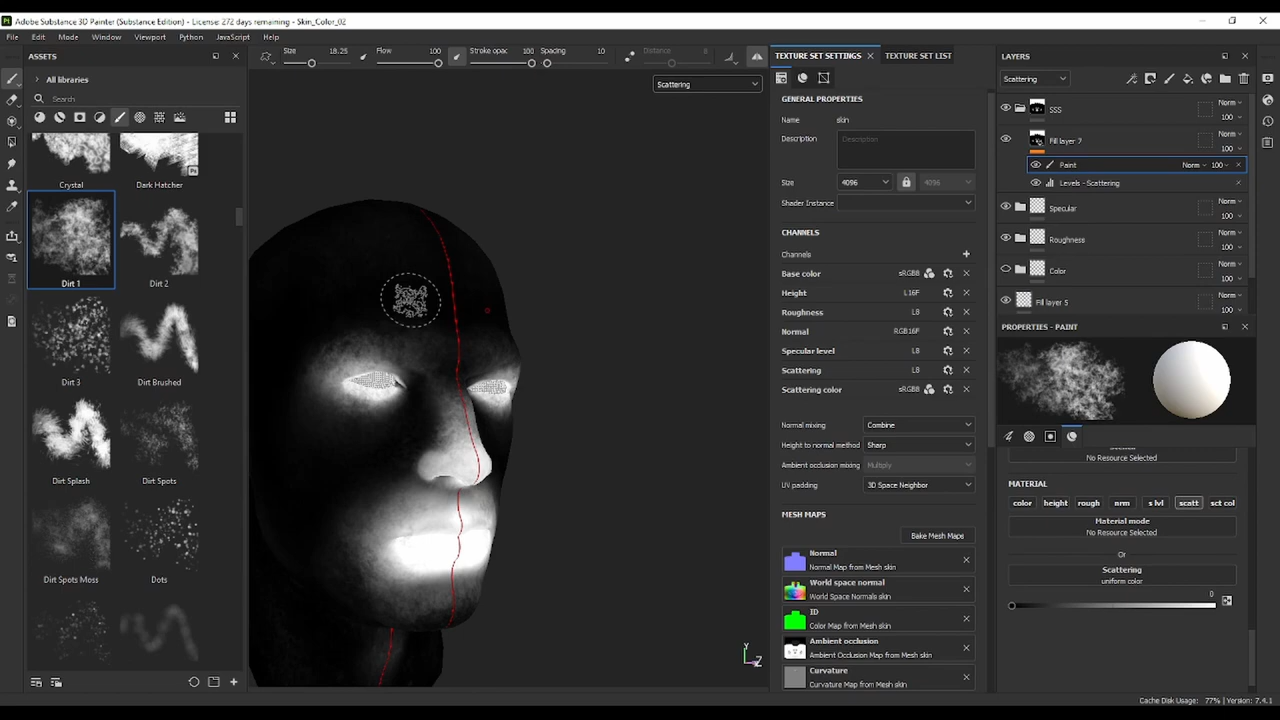 Adobe Substance 3D Painter (Substance Edition) - License: 272 days remaining - Skin_Color_02
File Edit Mode Window Viewport Python JavaScript Help
ASSETS
All libraries
Search
Crystal
Dark Hatcher
Dirt 1
Dirt 2
Dirt 3
Dirt Brushed
Dirt Splash
Dirt Spots
Dirt Spots Moss
Dots
Size 18.25
Flow 100
Stroke opac 100
Spacing 10
Distance 8
Scattering
Y
Z
TEXTURE SET SETTINGS
TEXTURE SET LIST
GENERAL PROPERTIES
Name skin
Description Description
Size 4096 4096
Shader Instance
CHANNELS
Channels
Base color sRGB8
Height L16F
Roughness L8
Normal RGB16F
Specular level L8
Scattering L8
Scattering color sRGB8
Normal mixing Combine
Height to normal method Sharp
Ambient occlusion mixing Multiply
UV padding 3D Space Neighbor
MESH MAPS
Bake Mesh Maps
Normal
Normal Map from Mesh skin
World space normal
World Space Normals skin
ID
Color Map from Mesh skin
Ambient occlusion
Ambient Occlusion Map from Mesh skin
Curvature
Curvature Map from Mesh skin
LAYERS
Scattering
SSS Norm 100
Fill layer 7 Norm 100
Paint Norm 100
Levels - Scattering
Specular Norm 100
Roughness Norm 100
Color Norm 100
Fill layer 5 Norm 100
PROPERTIES - PAINT
No Resource Selected
MATERIAL
color height rough nrm s lvl scatt sct col
Material mode
No Resource Selected
Or
Scattering
uniform color
0
Cache Disk Usage: 77% | Version: 7.4.1